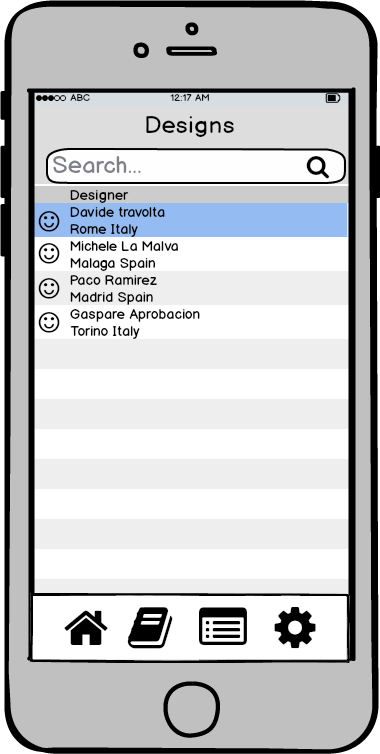 ABC 12:17 AM
Designs
Search...
Designer
Davide travolta
Rome Italy
Michele La Malva
Malaga Spain
Paco Ramirez
Madrid Spain
Gaspare Aprobacion
Torino Italy